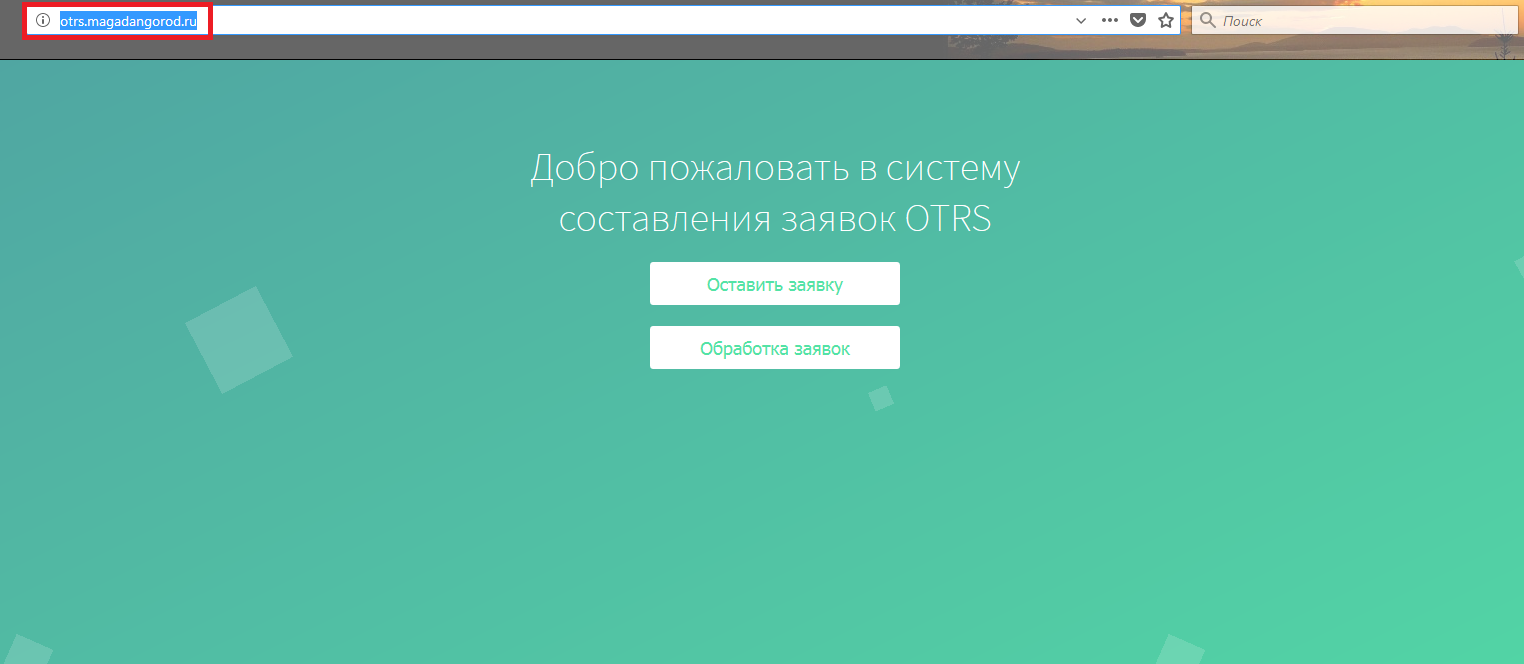 otrs.magadangorod.ru
Поиск
Добро пожаловать в систему
составления заявок OTRS
Оставить заявку
Обработка заявок